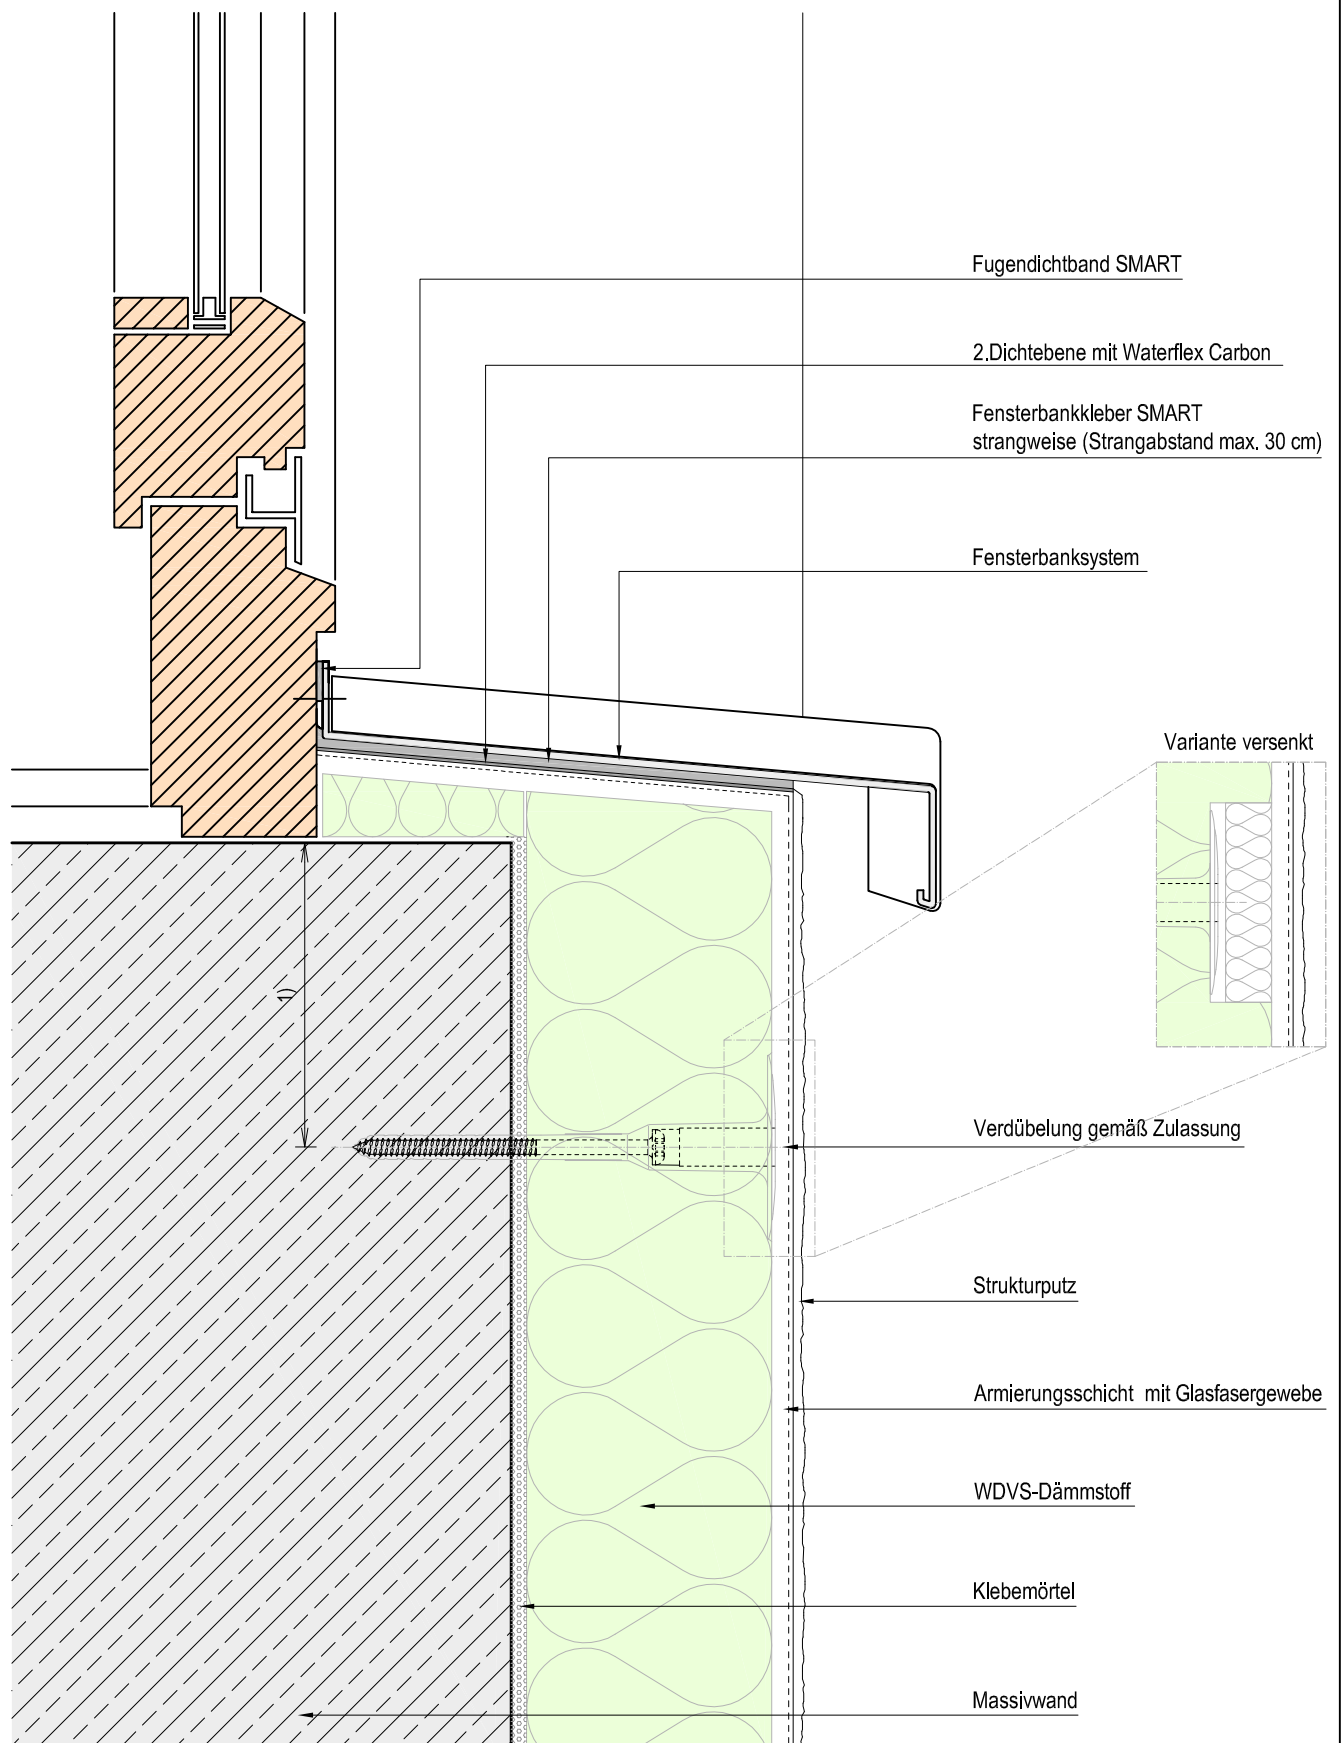 Fugendichtband SMART
2.Dichtebene mit Waterflex Carbon
Fensterbankkleber SMART
strangweise (Strangabstand max. 30 cm)
Fensterbanksystem
Variante versenkt
1)
Verdübelung gemäß Zulassung
Strukturputz
Armierungsschicht mit Glasfasergewebe
WDVS-Dämmstoff
Klebemörtel
Massivwand